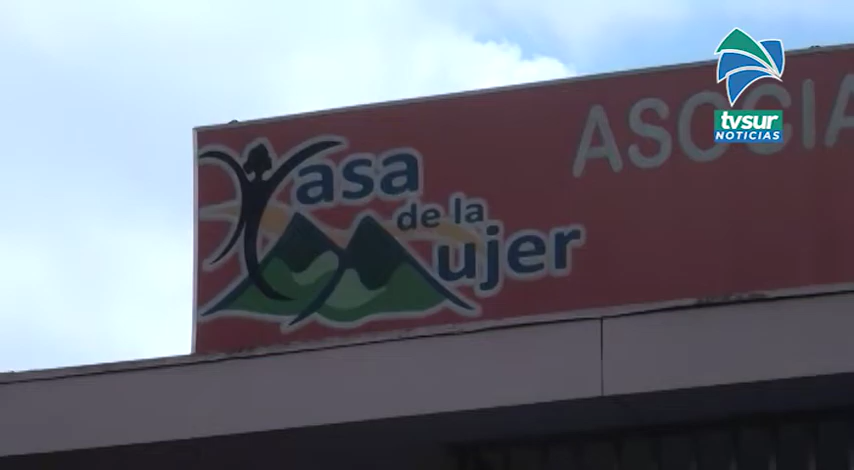 Casa
de la
Mujer
ASOCIA
tvsur
NOTICIAS